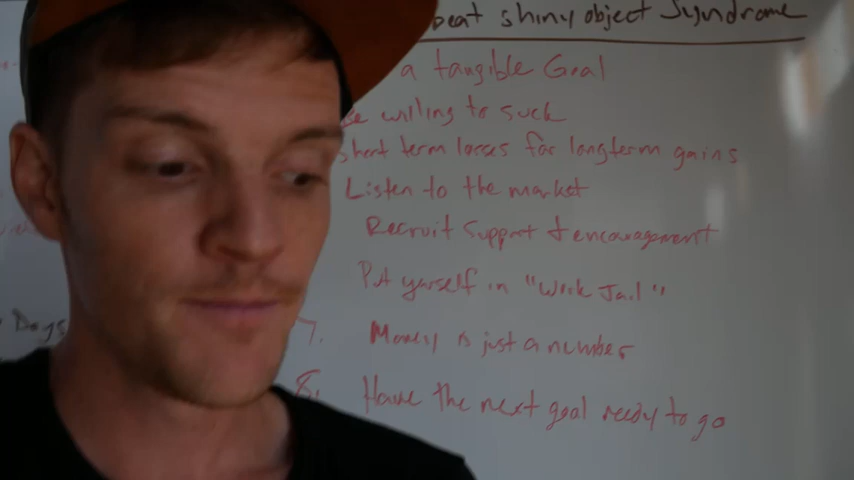 beat shiny object Syndrome
a tangible Goal
willing to suck
short term losses for longterm gains
Listen to the market
Recruit Support & encouragement
Put yourself in "Work Jail"
7. Money is just a number
8. Have the next goal ready to go
Days